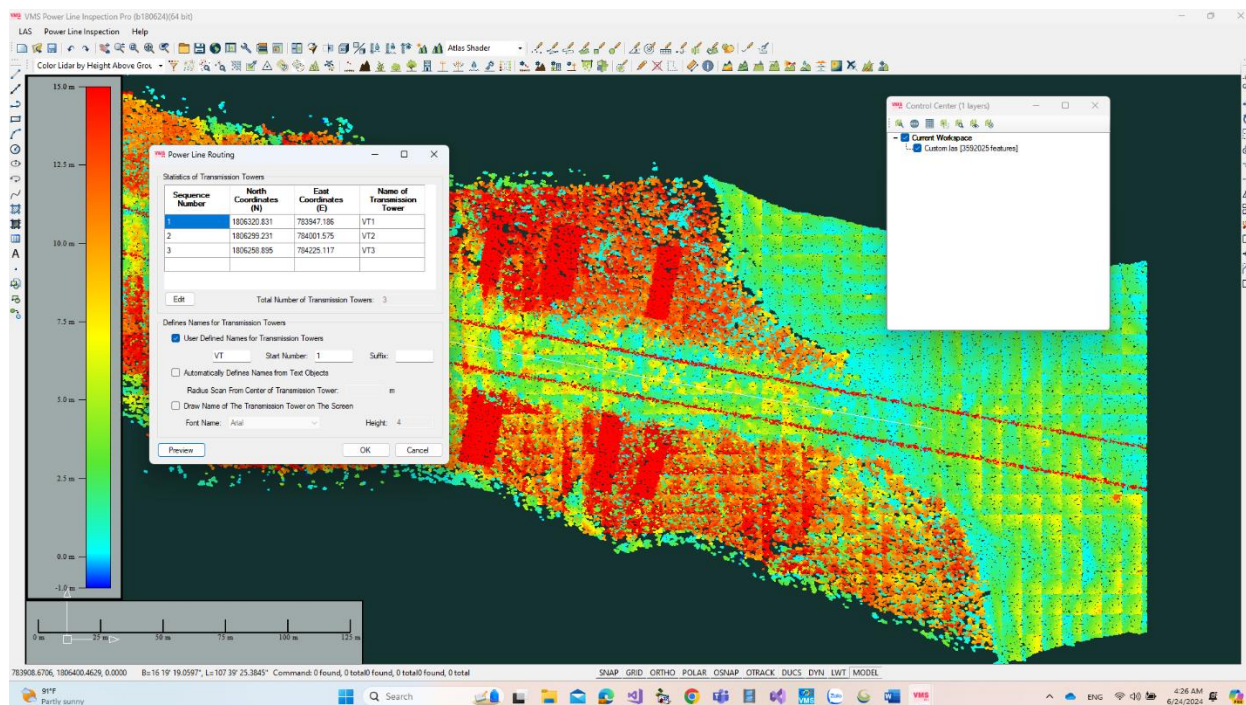 VMS Power Line Inspection Pro (b180624)(64 bit)
LAS Power Line Inspection Help
Atlas Shader
Color Lidar by Height Above Grou
15.0 m
12.5 m
10.0 m
7.5 m
5.0 m
2.5 m
0.0 m
-1.0 m
Power Line Routing
Statistics of Transmission Towers
Sequence Number North Coordinates (N) East Coordinates (E) Name of Transmission Tower
1 1806320.831 783947.186 VT1
2 1806299.231 784001.575 VT2
3 1806258.895 784225.117 VT3
Edit Total Number of Transmission Towers: 3
Defines Names for Transmission Towers
User Defined Names for Transmission Towers
VT Start Number: 1 Suffix:
Automatically Defines Names from Text Objects
Radius Scan From Center of Transmission Tower: m
Draw Name of The Transmission Tower on The Screen
Font Name: Arial Height: 4
Preview OK Cancel
Control Center (1 layers)
Current Workspace
Custom las [3592025 features]
0 m 25 m 50 m 75 m 100 m 125 m
783908.6706, 1806400.4629, 0.0000 B=16 19' 19.0597", L=107 39' 25.3845" Command: 0 found, 0 total0 found, 0 total0 found, 0 total
SNAP GRID ORTHO POLAR OSNAP OTRACK DUCS DYN LWT MODEL
91°F
Partly sunny
Search
Zalo
VMS
ENG
4:26 AM
6/24/2024